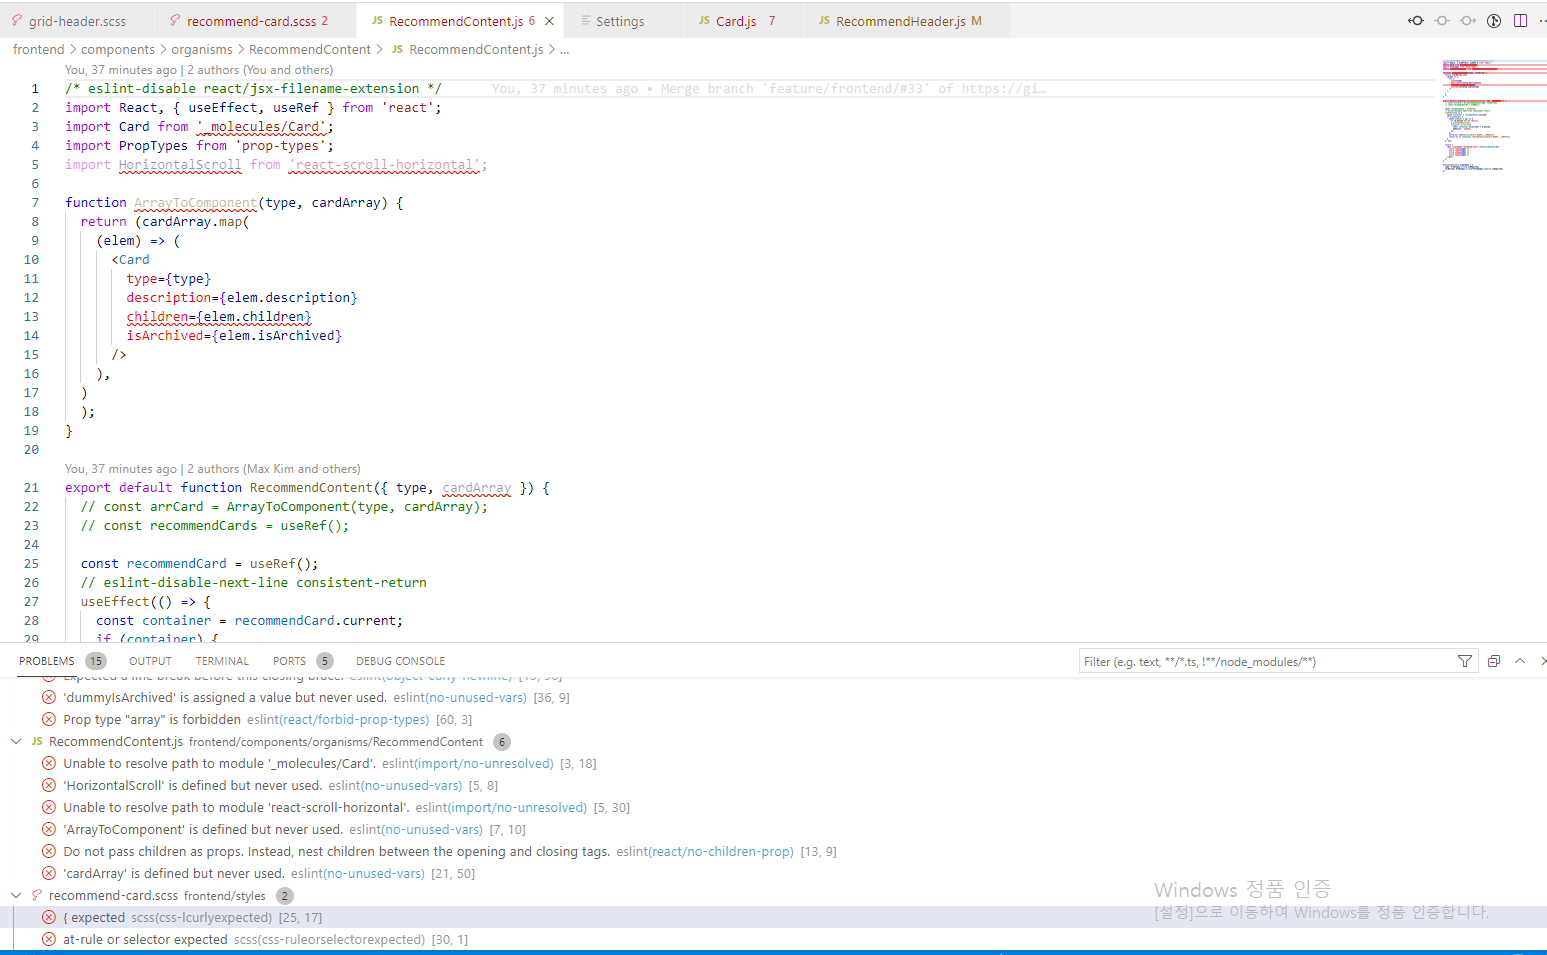 grid-header.scss
recommend-card.scss 2
JS RecommendContent.js 6
Settings
JS Card.js 7
JS RecommendHeader.js M
frontend > components > organisms > RecommendContent > JS RecommendContent.js > ...
You, 37 minutes ago | 2 authors (You and others)
1 /* eslint-disable react/jsx-filename-extension */ You, 37 minutes ago • Merge branch 'feature/frontend/#33' of https://gi…
2 import React, { useEffect, useRef } from 'react';
3 import Card from '_molecules/Card';
4 import PropTypes from 'prop-types';
5 import HorizontalScroll from 'react-scroll-horizontal';
6
7 function ArrayToComponent(type, cardArray) {
8 return (cardArray.map(
9 (elem) => (
10 <Card
11 type={type}
12 description={elem.description}
13 children={elem.children}
14 isArchived={elem.isArchived}
15 />
16 ),
17 )
18 );
19 }
20
You, 37 minutes ago | 2 authors (Max Kim and others)
21 export default function RecommendContent({ type, cardArray }) {
22 // const arrCard = ArrayToComponent(type, cardArray);
23 // const recommendCards = useRef();
24
25 const recommendCard = useRef();
26 // eslint-disable-next-line consistent-return
27 useEffect(() => {
28 const container = recommendCard.current;
29 if (container) {
PROBLEMS 15 OUTPUT TERMINAL PORTS 5 DEBUG CONSOLE
Filter (e.g. text, **/*.ts, !**/node_modules/**)
Expected a line break before this closing brace. eslint(object-curly-newline)
'dummyIsArchived' is assigned a value but never used. eslint(no-unused-vars) [36, 9]
Prop type "array" is forbidden eslint(react/forbid-prop-types) [60, 3]
JS RecommendContent.js frontend/components/organisms/RecommendContent 6
Unable to resolve path to module '_molecules/Card'. eslint(import/no-unresolved) [3, 18]
'HorizontalScroll' is defined but never used. eslint(no-unused-vars) [5, 8]
Unable to resolve path to module 'react-scroll-horizontal'. eslint(import/no-unresolved) [5, 30]
'ArrayToComponent' is defined but never used. eslint(no-unused-vars) [7, 10]
Do not pass children as props. Instead, nest children between the opening and closing tags. eslint(react/no-children-prop) [13, 9]
'cardArray' is defined but never used. eslint(no-unused-vars) [21, 50]
recommend-card.scss frontend/styles 2
{ expected scss(css-lcurlyexpected) [25, 17]
at-rule or selector expected scss(css-ruleorselectorexpected) [30, 1]
Windows 정품 인증
[설정]으로 이동하여 Windows를 정품 인증합니다.